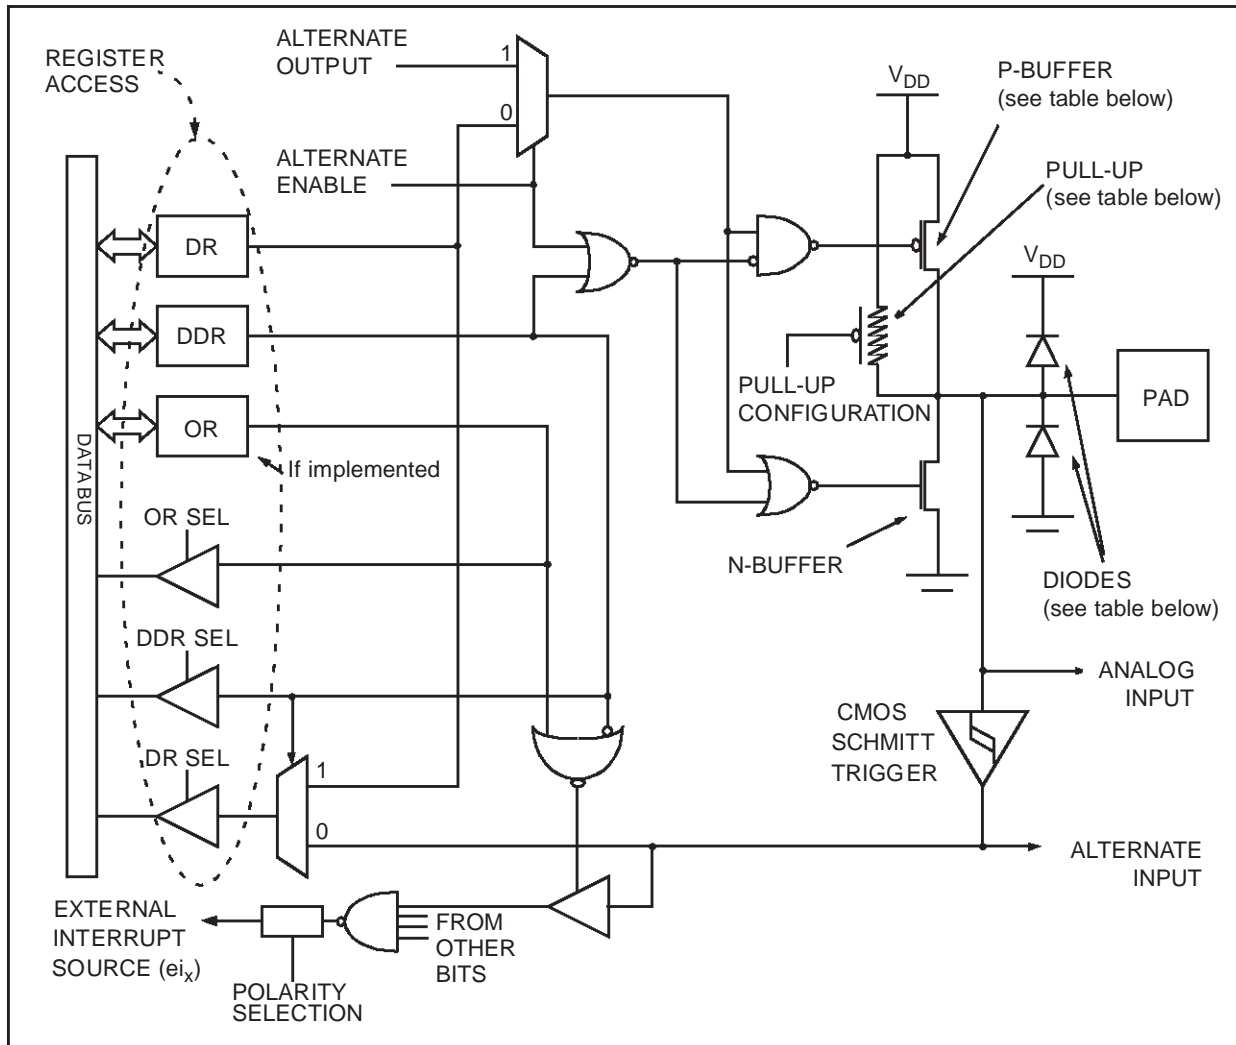 REGISTER
ACCESS
ALTERNATE
OUTPUT
1
0
ALTERNATE
ENABLE
VDD
P-BUFFER
(see table below)
PULL-UP
(see table below)
VDD
DR
DDR
OR
If implemented
DATA BUS
PULL-UP
CONFIGURATION
PAD
N-BUFFER
DIODES
(see table below)
OR SEL
DDR SEL
DR SEL
1
0
ANALOG
INPUT
CMOS
SCHMITT
TRIGGER
ALTERNATE
INPUT
EXTERNAL
INTERRUPT
SOURCE (eix)
POLARITY
SELECTION
FROM
OTHER
BITS